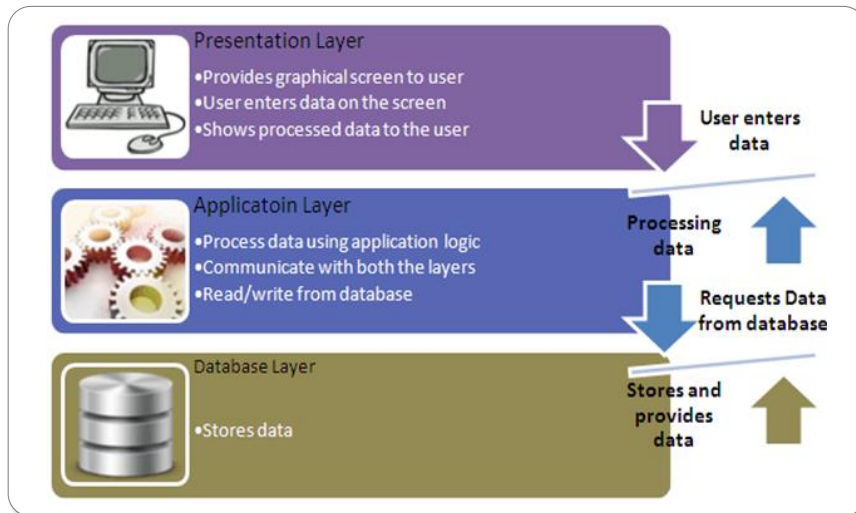 Presentation Layer
•Provides graphical screen to user
•User enters data on the screen
•Shows processed data to the user
User enters
data
Applicatoin Layer
•Process data using application logic
•Communicate with both the layers
•Read/write from database
Processing
data
Requests Data
from database
Database Layer
•Stores data
Stores and
provides
data